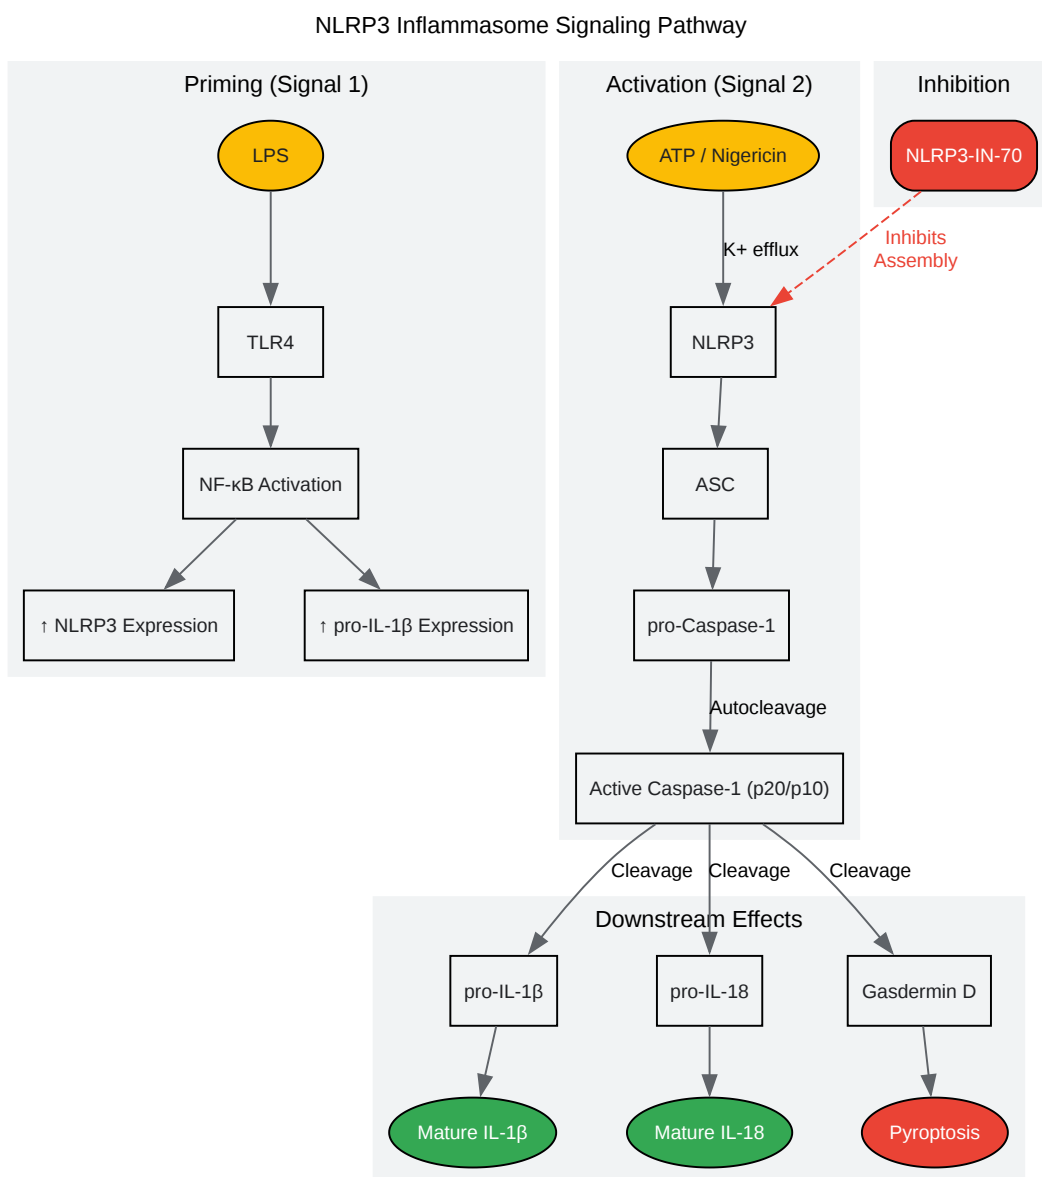 NLRP3 Inflammasome Signaling Pathway
Priming (Signal 1)
LPS
TLR4
NF-κB Activation
↑ NLRP3 Expression
↑ pro-IL-1β Expression
Activation (Signal 2)
ATP / Nigericin
K+ efflux
NLRP3
ASC
pro-Caspase-1
Autocleavage
Active Caspase-1 (p20/p10)
Inhibition
NLRP3-IN-70
Inhibits
Assembly
Cleavage
Cleavage
Cleavage
Downstream Effects
pro-IL-1β
pro-IL-18
Gasdermin D
Mature IL-1β
Mature IL-18
Pyroptosis